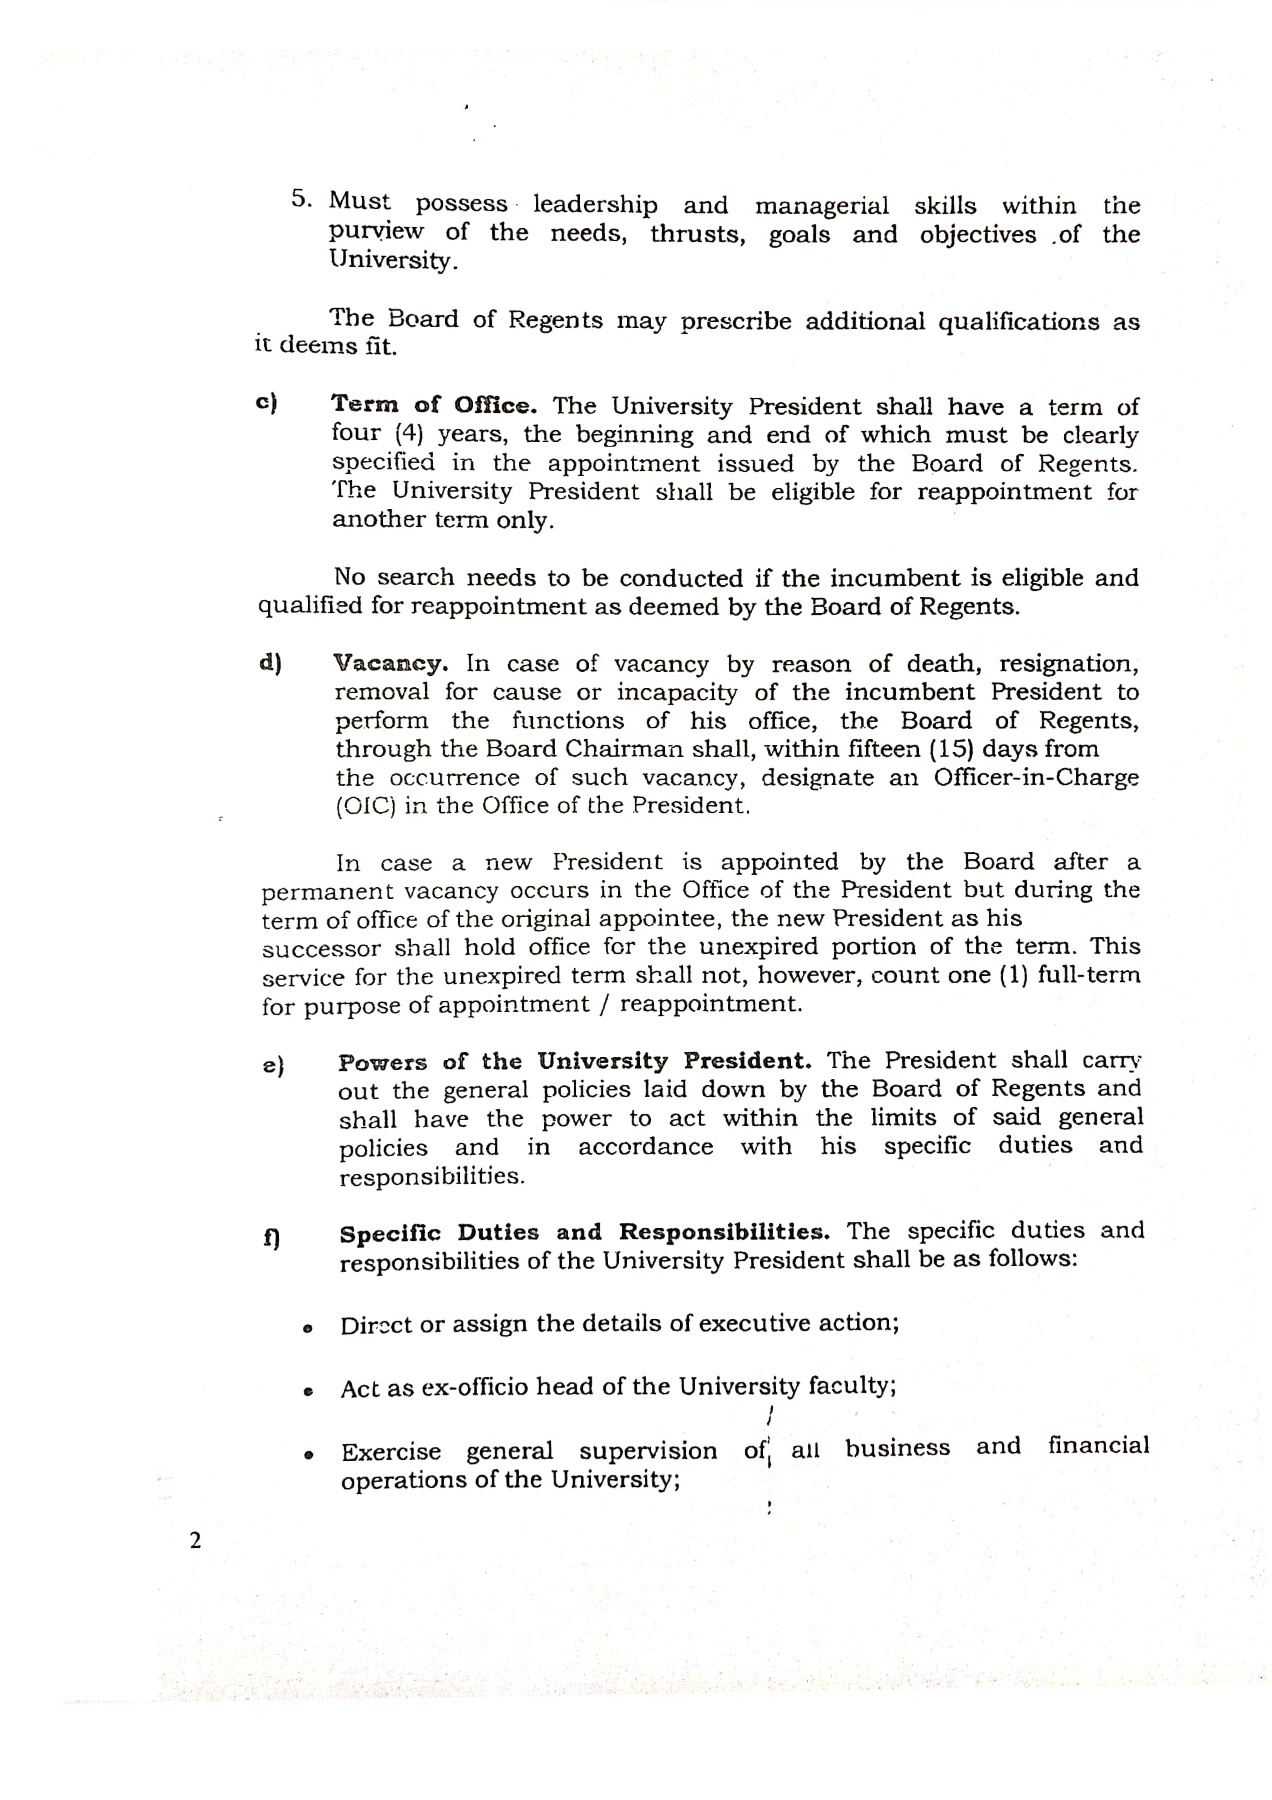 5. Must possess leadership and managerial skills within the
purview of the needs, thrusts, goals and objectives of the
University.
The Board of Regents may prescribe additional qualifications as
it deems fit.
c) Term of Office. The University President shall have a term of
four (4) years, the beginning and end of which must be clearly
specified in the appointment issued by the Board of Regents.
The University President shall be eligible for reappointment for
another term only.
No search needs to be conducted if the incumbent is eligible and
qualified for reappointment as deemed by the Board of Regents.
d) Vacancy. In case of vacancy by reason of death, resignation,
removal for cause or incapacity of the incumbent President to
perform the functions of his office, the Board of Regents,
through the Board Chairman shall, within fifteen (15) days from
the occurrence of such vacancy, designate an Officer-in-Charge
(OIC) in the Office of the President.
In case a new President is appointed by the Board after a
permanent vacancy occurs in the Office of the President but during the
term of office of the original appointee, the new President as his
successor shall hold office for the unexpired portion of the term. This
service for the unexpired term shall not, however, count one (1) full-term
for purpose of appointment / reappointment.
e) Powers of the University President. The President shall carry
out the general policies laid down by the Board of Regents and
shall have the power to act within the limits of said general
policies and in accordance with his specific duties and
responsibilities.
f) Specific Duties and Responsibilities. The specific duties and
responsibilities of the University President shall be as follows:
• Direct or assign the details of executive action;
• Act as ex-officio head of the University faculty;
• Exercise general supervision of all business and financial
operations of the University;
2